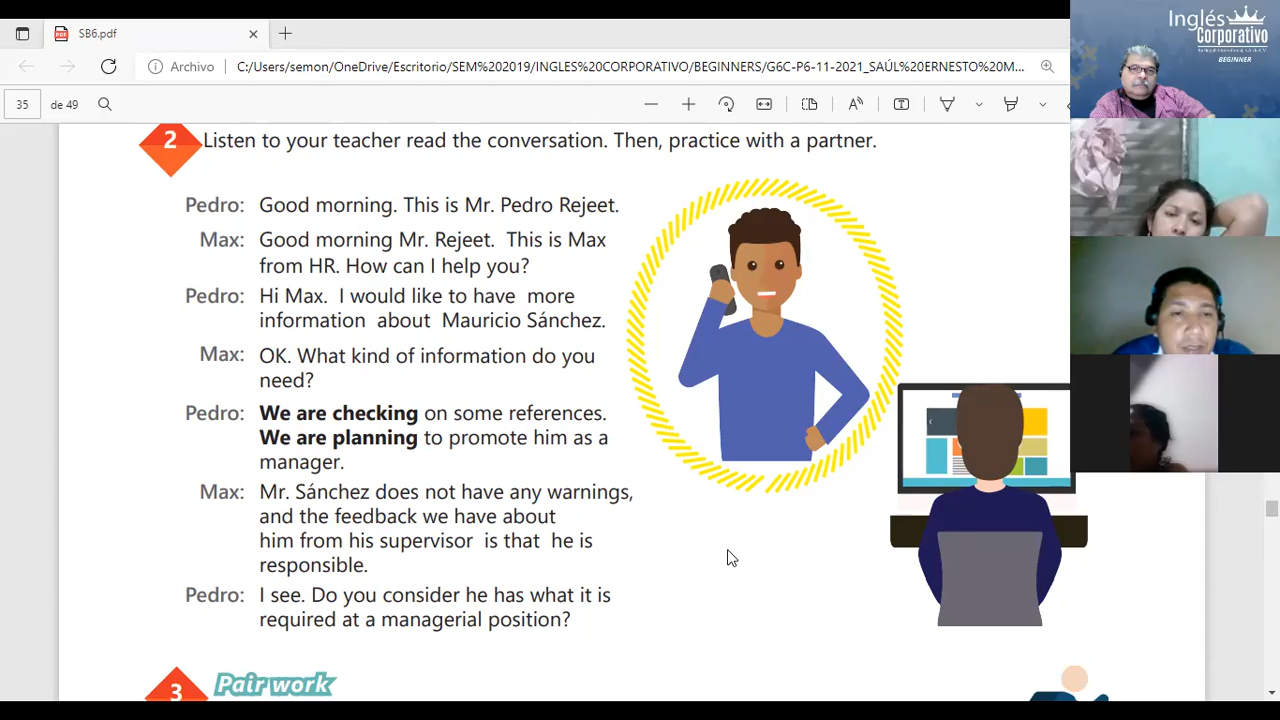 SB6.pdf
Archivo
C:/Users/semon/OneDrive/Escritorio/SEM%202019/INGLES%20CORPORATIVO/BEGINNERS/G6C-P6-11-2021_SAÚL%20ERNESTO%20M...
35
de 49
Inglés
Corporativo
BEGINNER
2
Listen to your teacher read the conversation. Then, practice with a partner.
Pedro: Good morning. This is Mr. Pedro Rejeet.
Max: Good morning Mr. Rejeet. This is Max
from HR. How can I help you?
Pedro: Hi Max. I would like to have more
information about Mauricio Sánchez.
Max: OK. What kind of information do you
need?
Pedro: We are checking on some references.
We are planning to promote him as a
manager.
Max: Mr. Sánchez does not have any warnings,
and the feedback we have about
him from his supervisor is that he is
responsible.
Pedro: I see. Do you consider he has what it is
required at a managerial position?
3
Pair work